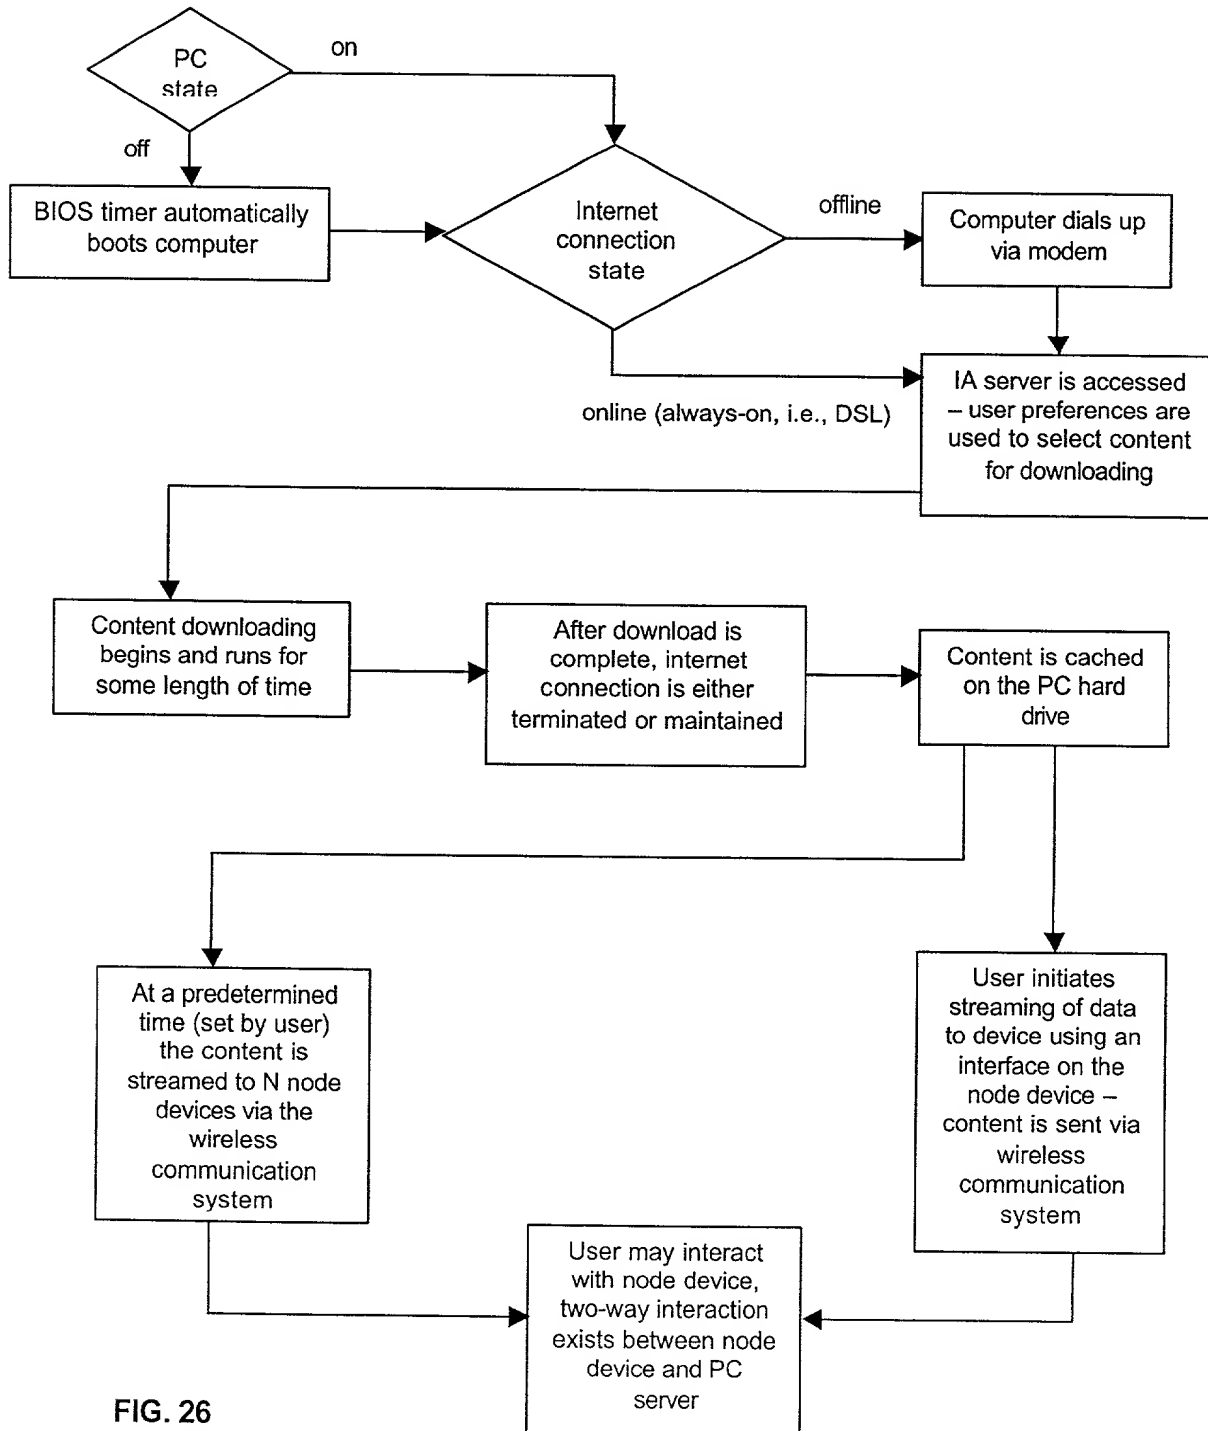 PC
state
on
off
BIOS timer automatically
boots computer
Internet
connection
state
offline
Computer dials up
via modem
online (always-on, i.e., DSL)
IA server is accessed
– user preferences are
used to select content
for downloading
Content downloading
begins and runs for
some length of time
After download is
complete, internet
connection is either
terminated or maintained
Content is cached
on the PC hard
drive
At a predetermined
time (set by user)
the content is
streamed to N node
devices via the
wireless
communication
system
User initiates
streaming of data
to device using an
interface on the
node device –
content is sent via
wireless
communication
system
User may interact
with node device,
two-way interaction
exists between node
device and PC
server
FIG. 26